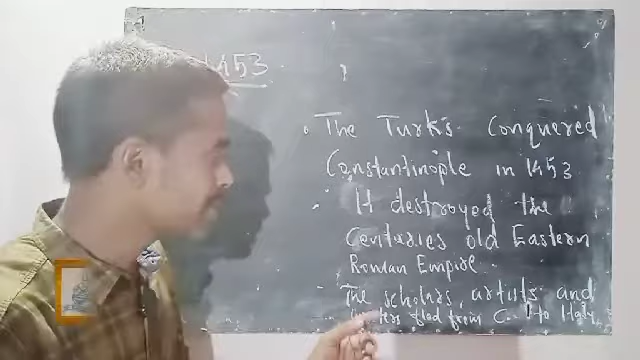 1453
The Turks Conquered
Constantinople in 1453
It destroyed the
Centuries old Eastern
Roman Empire
The scholars, artists and
fled from C. to Italy